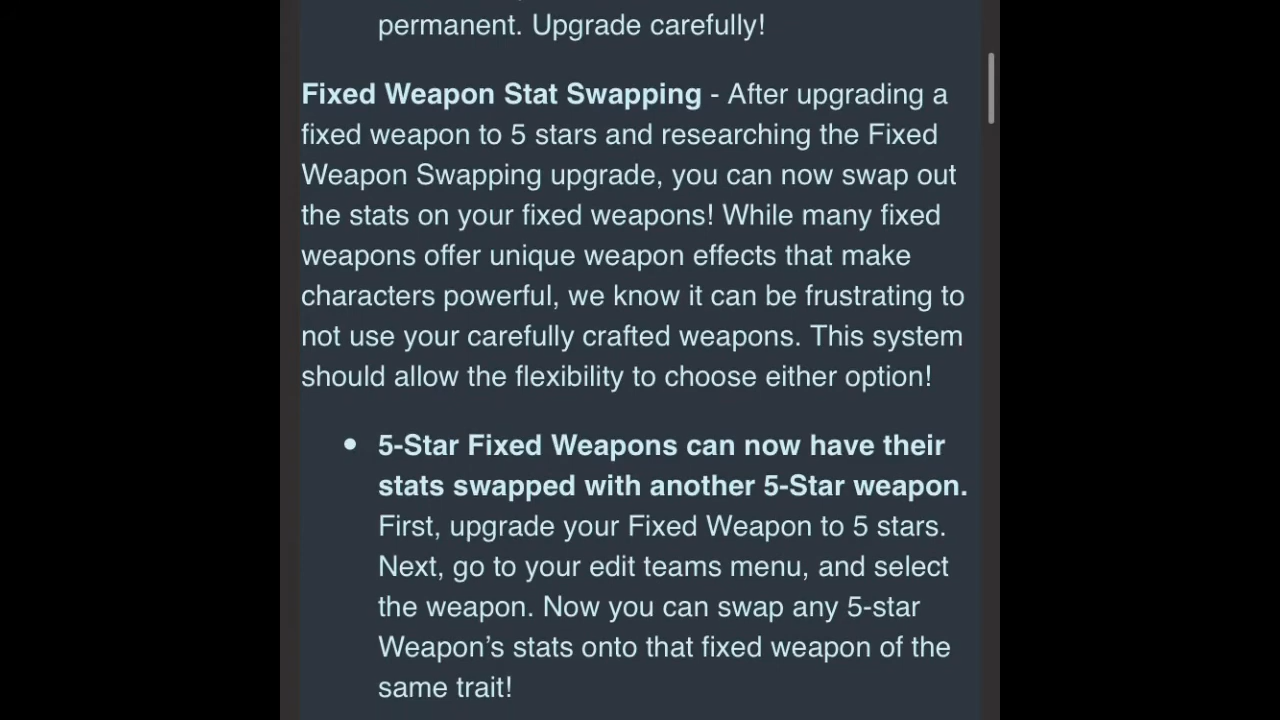 permanent. Upgrade carefully!
Fixed Weapon Stat Swapping - After upgrading a
fixed weapon to 5 stars and researching the Fixed
Weapon Swapping upgrade, you can now swap out
the stats on your fixed weapons! While many fixed
weapons offer unique weapon effects that make
characters powerful, we know it can be frustrating to
not use your carefully crafted weapons. This system
should allow the flexibility to choose either option!
• 5-Star Fixed Weapons can now have their
stats swapped with another 5-Star weapon.
First, upgrade your Fixed Weapon to 5 stars.
Next, go to your edit teams menu, and select
the weapon. Now you can swap any 5-star
Weapon’s stats onto that fixed weapon of the
same trait!